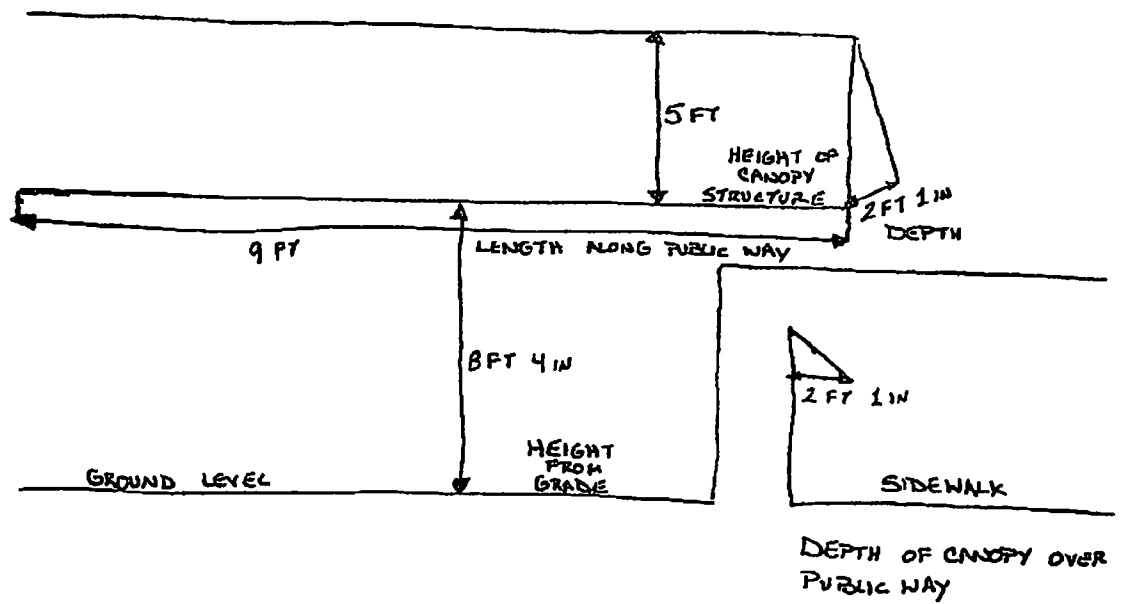 5 FT
HEIGHT OF
CANOPY
STRUCTURE
2 FT 1 IN
DEPTH
9 FT
LENGTH ALONG PUBLIC WAY
8 FT 4 IN
2 FT 1 IN
HEIGHT
FROM
GRADE
GROUND LEVEL
SIDEWALK
DEPTH OF CANOPY OVER
PUBLIC WAY